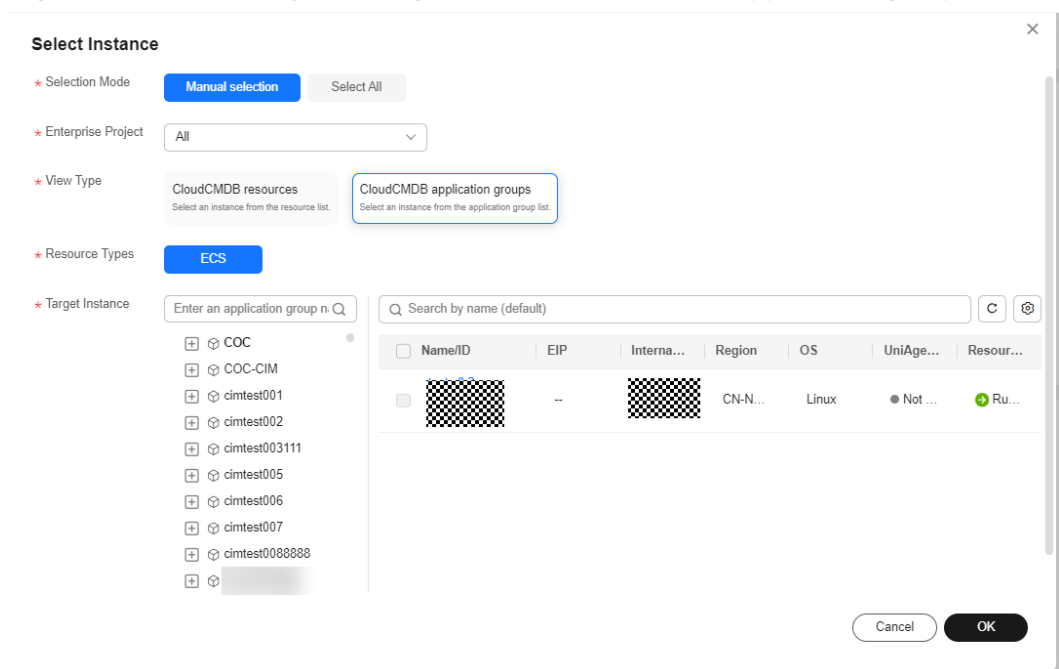 Select Instance
* Selection Mode
Manual selection
Select All
* Enterprise Project
All
* View Type
CloudCMDB resources
Select an instance from the resource list.
CloudCMDB application groups
Select an instance from the application group list.
* Resource Types
ECS
* Target Instance
Enter an application group n
Search by name (default)
Name/ID EIP Interna... Region OS UniAge... Resour...
-- CN-N... Linux Not ... Ru...
COC
COC-CIM
cimtest001
cimtest002
cimtest003111
cimtest005
cimtest006
cimtest007
cimtest0088888
Cancel
OK